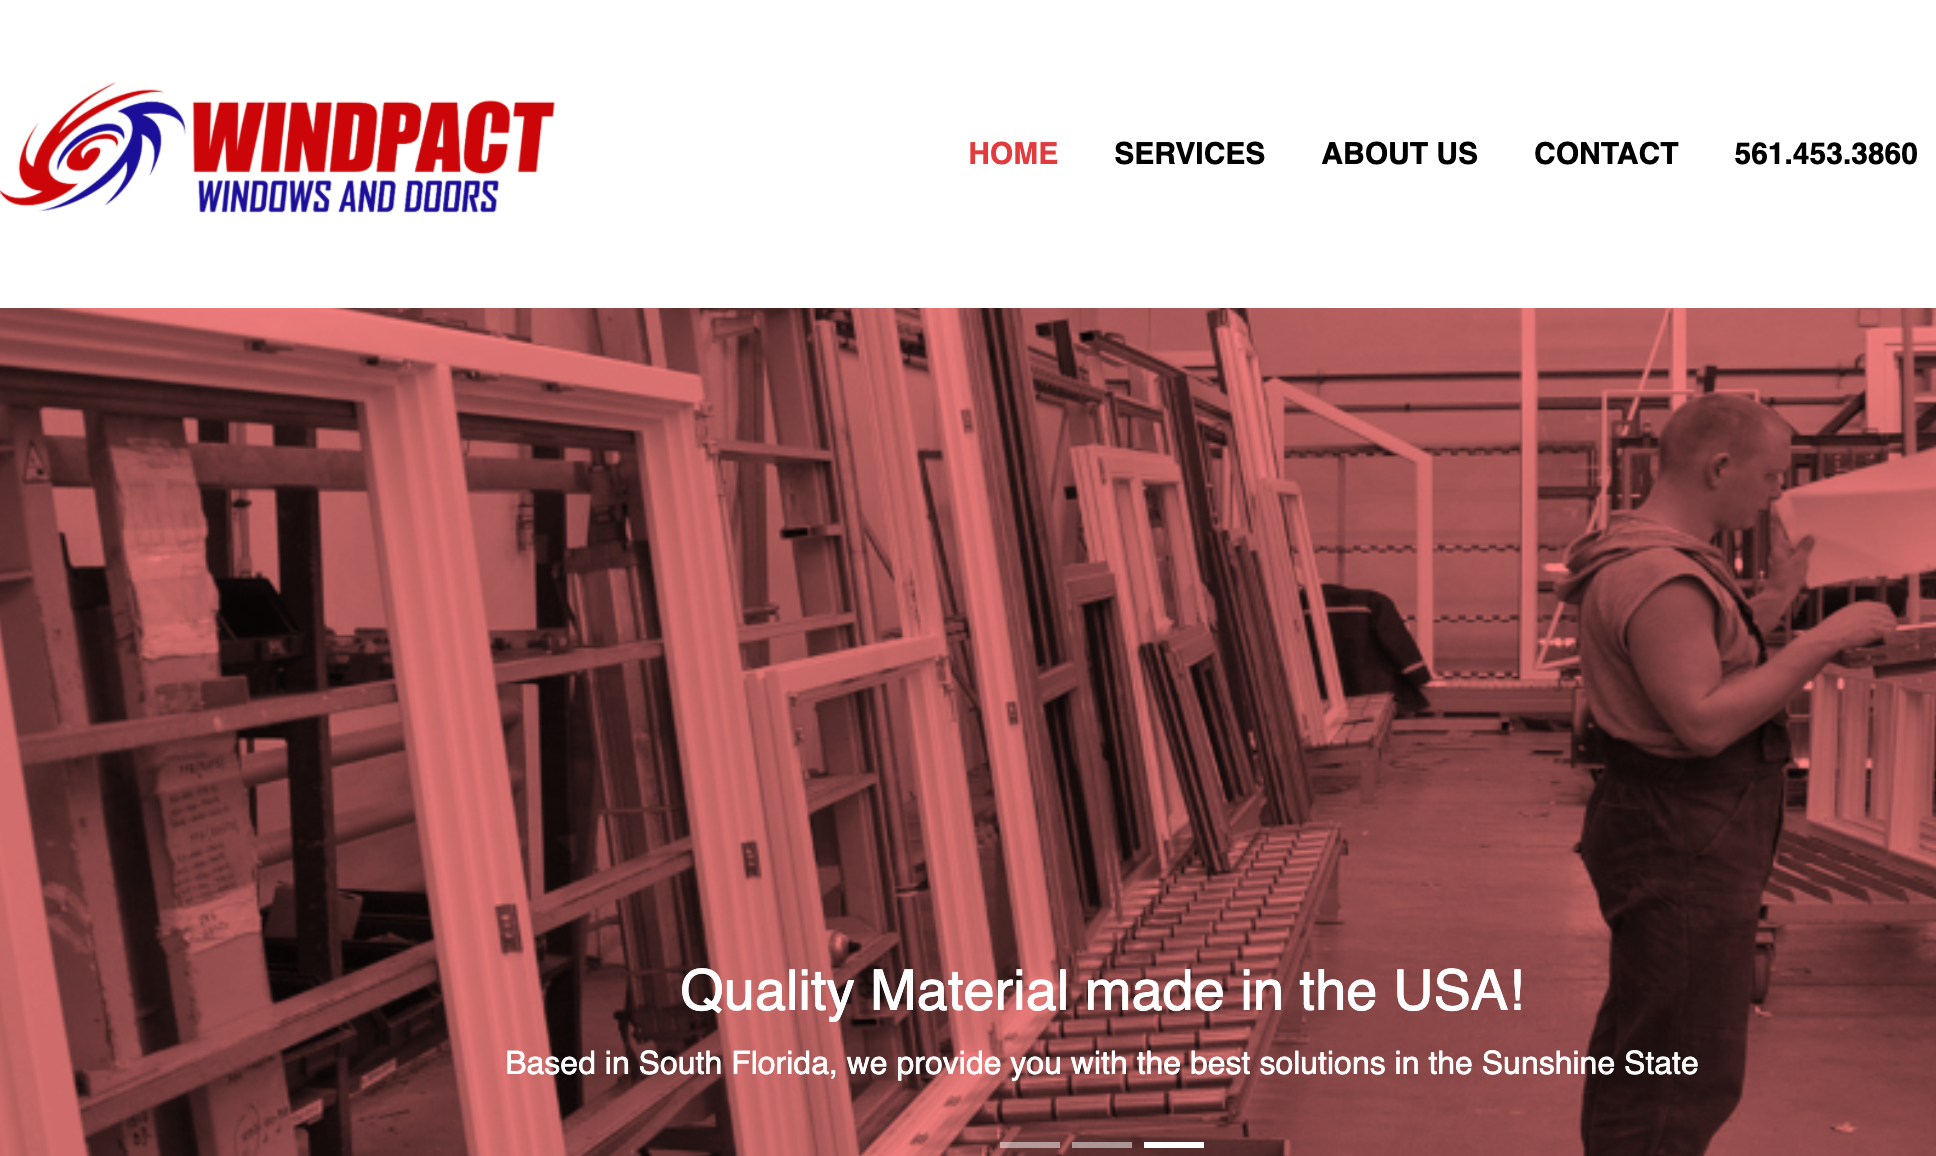 WINDPACT
WINDOWS AND DOORS
HOME SERVICES ABOUT US CONTACT 561.453.3860
Quality Material made in the USA!
Based in South Florida, we provide you with the best solutions in the Sunshine State